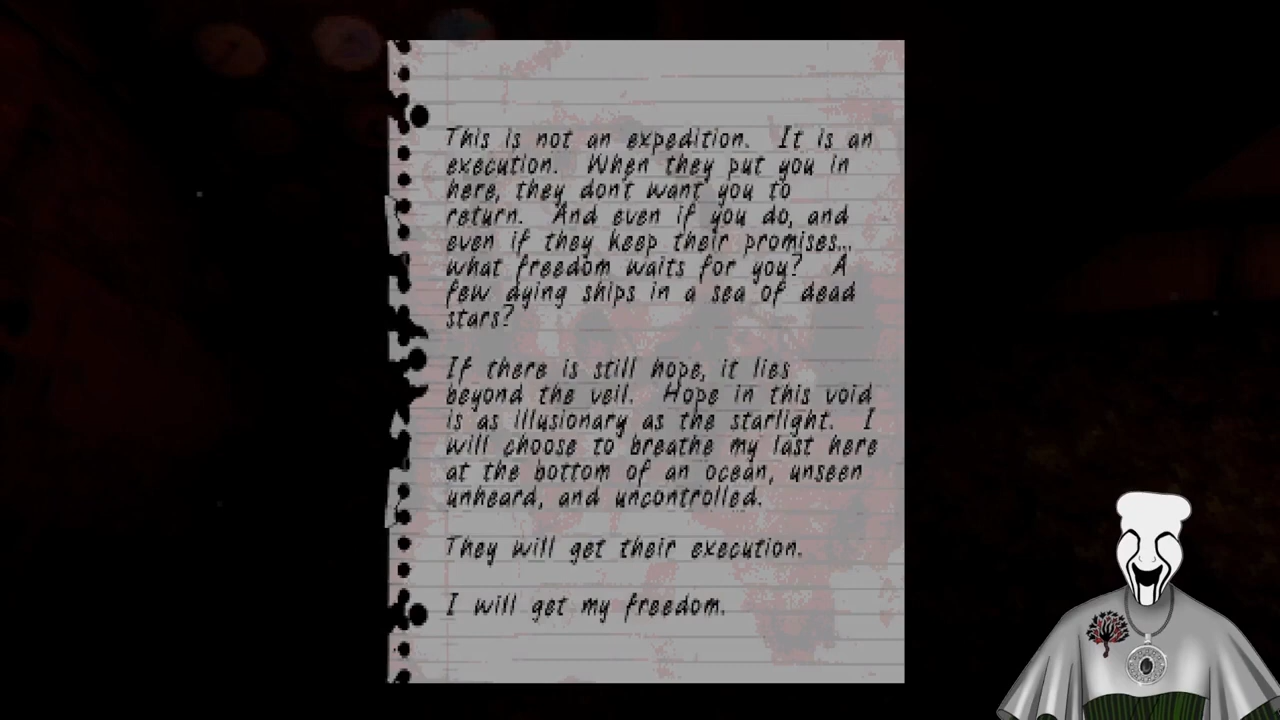 This is not an expedition. It is an
execution. When they put you in
here, they don't want you to
return. And even if you do, and
even if they keep their promises...
what freedom waits for you? A
few dying ships in a sea of dead
stars?
If there is still hope, it lies
beyond the veil. Hope in this void
is as illusionary as the starlight. I
will choose to breathe my last here
at the bottom of an ocean, unseen
unheard, and uncontrolled.
They will get their execution.
I will get my freedom.